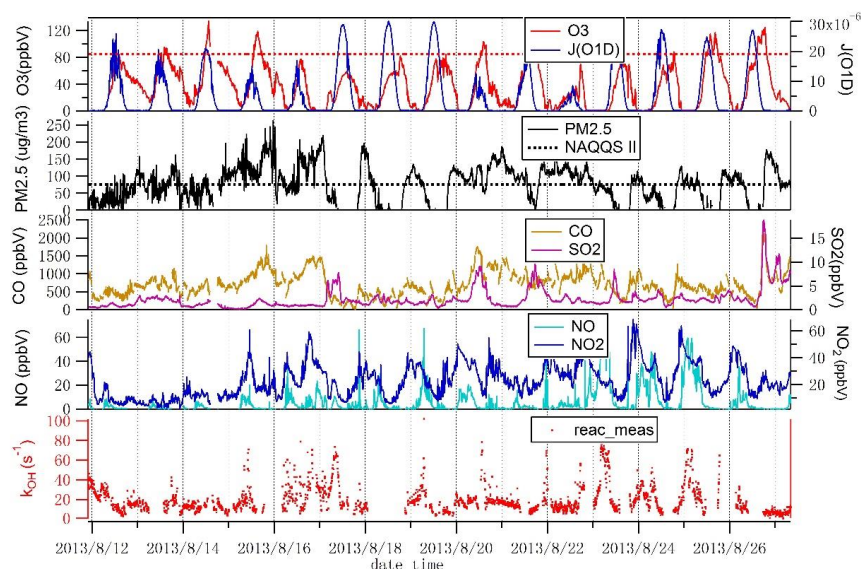 O3(ppbV)
120
80
40
0
O3
J(O1D)
30x10-6
20
10
0
J(O1D)
PM2.5 (ug/m3)
250
200
150
100
50
0
PM2.5
NAQQS II
CO (ppbV)
2500
2000
1500
1000
500
0
CO
SO2
15
10
5
0
SO2(ppbV)
NO (ppbV)
60
40
20
0
NO
NO2
60
40
20
NO2 (ppbV)
kOH (s-1)
100
80
60
40
20
0
reac_meas
2013/8/12 2013/8/14 2013/8/16 2013/8/18 2013/8/20 2013/8/22 2013/8/24 2013/8/26
date time